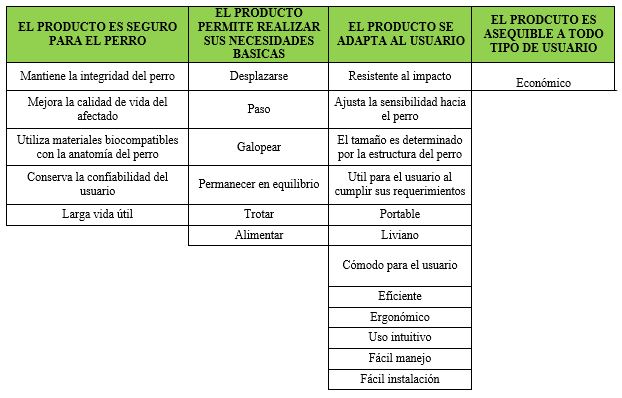 EL PRODUCTO ES SEGURO
PARA EL PERRO
EL PRODUCTO
PERMITE REALIZAR
SUS NECESIDADES
BASICAS
EL PRODUCTO SE
ADAPTA AL USUARIO
EL PRODCUTO ES
ASEQUIBLE A TODO
TIPO DE USUARIO
Mantiene la integridad del perro
Desplazarse
Resistente al impacto
Económico
Mejora la calidad de vida del
afectado
Paso
Ajusta la sensibilidad hacia
el perro
Utiliza materiales biocompatibles
con la anatomía del perro
Galopear
El tamaño es determinado
por la estructura del perro
Conserva la confiabilidad del
usuario
Permanecer en equilibrio
Util para el usuario al
cumplir sus requerimientos
Larga vida útil
Trotar
Portable
Alimentar
Liviano
Cómodo para el usuario
Eficiente
Ergonómico
Uso intuitivo
Fácil manejo
Fácil instalación